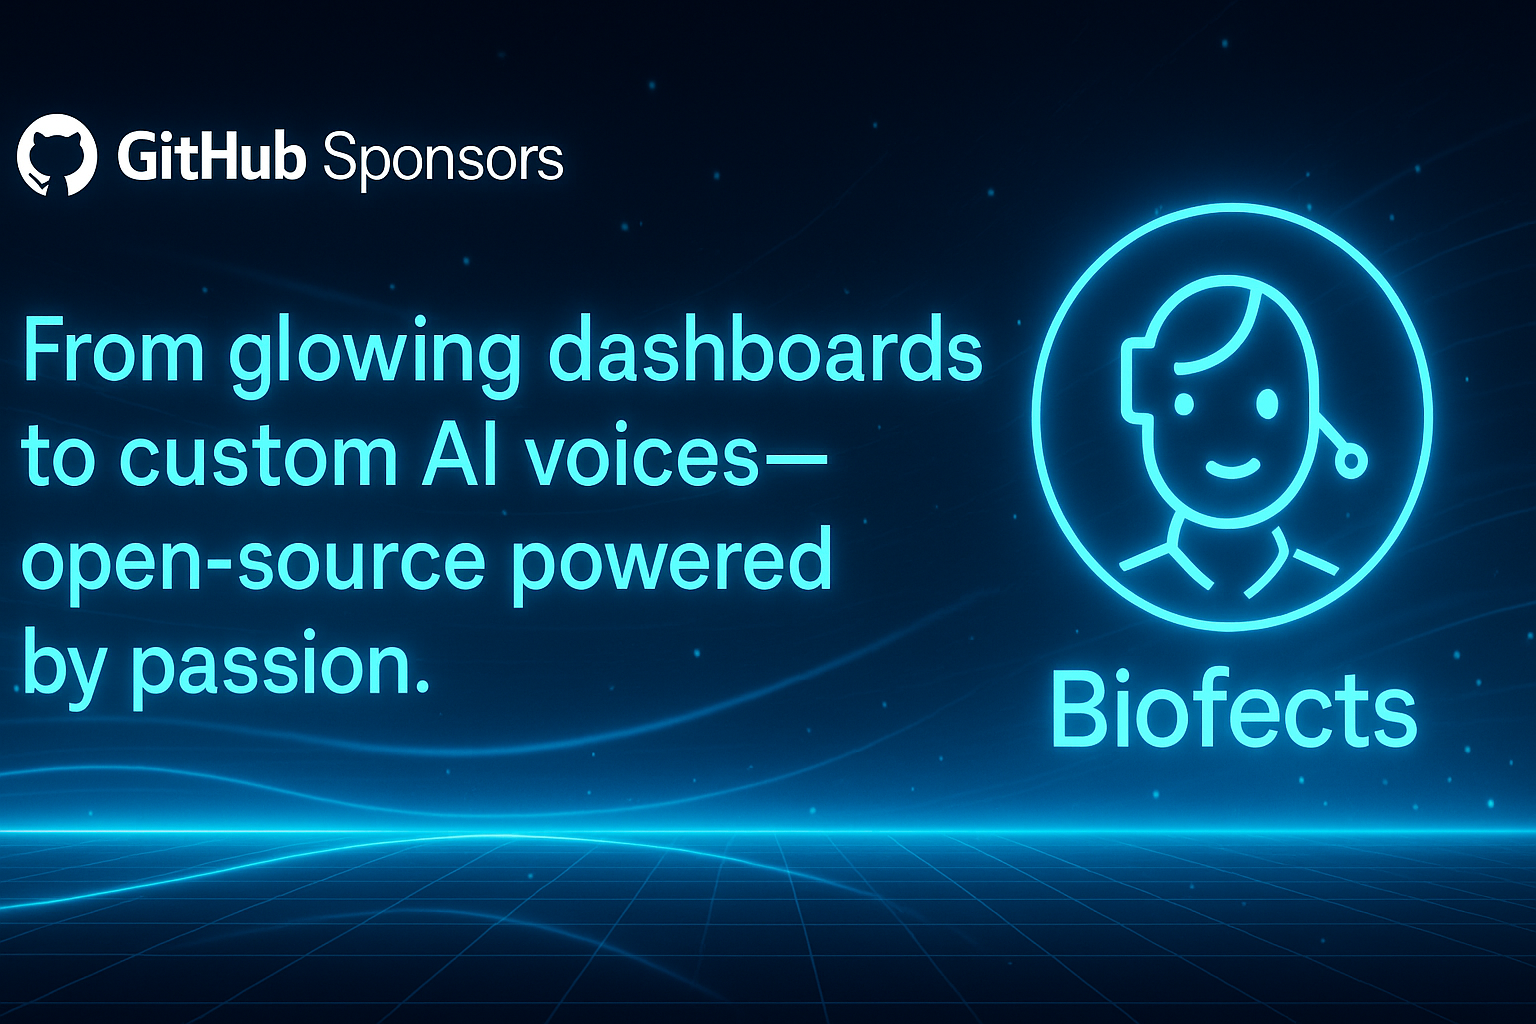 GitHub Sponsors
From glowing dashboards
to custom AI voices—
open-source powered
by passion.
Biofects